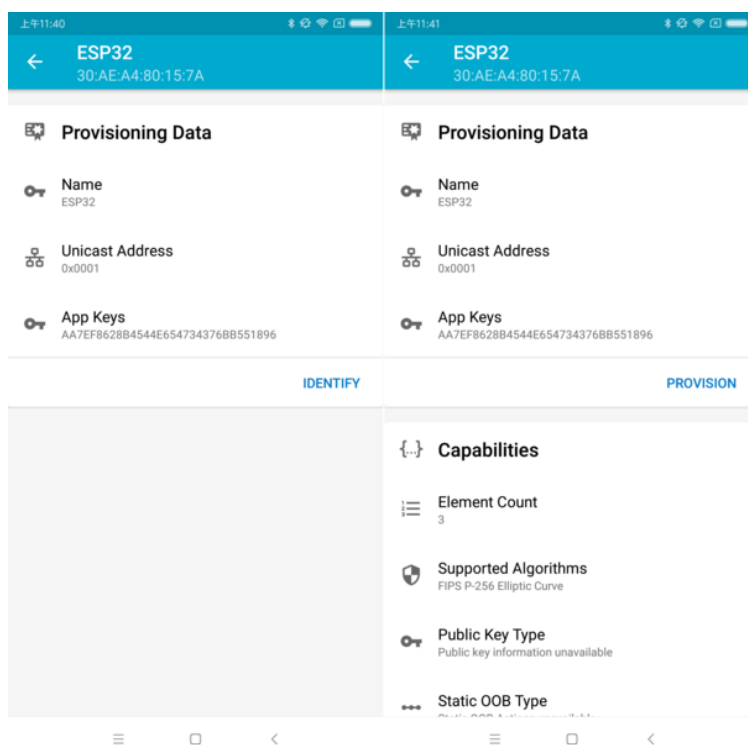 上午11:40
ESP32
30:AE:A4:80:15:7A
Provisioning Data
Name
ESP32
Unicast Address
0x0001
App Keys
AA7EF8628B4544E654734376BB551896
IDENTIFY
上午11:41
ESP32
30:AE:A4:80:15:7A
Provisioning Data
Name
ESP32
Unicast Address
0x0001
App Keys
AA7EF8628B4544E654734376BB551896
PROVISION
{...} Capabilities
Element Count
3
Supported Algorithms
FIPS P-256 Elliptic Curve
Public Key Type
Public key information unavailable
Static OOB Type